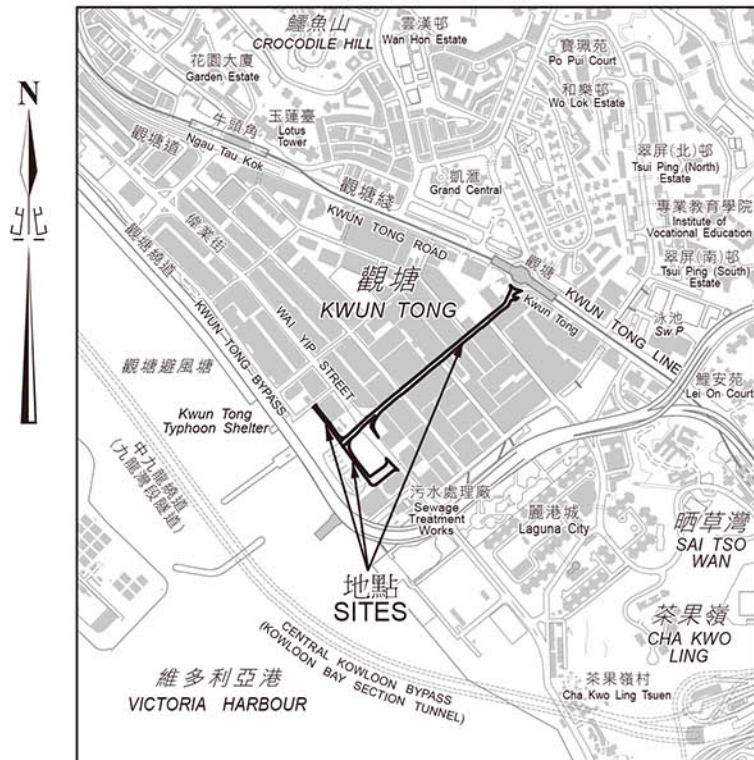 N
鱷魚山
CROCODILE HILL
雲漢邨
Wan Hon Estate
花園大廈
Garden Estate
寶珮苑
Po Pui Court
和樂邨
Wo Lok Estate
牛頭角
Ngau Tau Kok
玉蓮臺
Lotus
Tower
觀塘道
觀塘綫
凱滙
Grand Central
翠屏(北)邨
Tsui Ping (North)
Estate
專業教育學院
Institute of
Vocational Education
翠屏(南)邨
Tsui Ping (South)
Estate
KWUN TONG ROAD
偉業街
觀塘繞道
觀塘
KWUN TONG
觀塘
Kwun Tong
KWUN TONG LINE
泳池
Sw P
WAI YIP STREET
KWUN TONG BYPASS
觀塘避風塘
Kwun Tong
Typhoon Shelter
鯉安苑
Lei On Court
中九龍繞道
(九龍灣段隧道)
污水處理廠
Sewage
Treatment
Works
麗港城
Laguna City
晒草灣
SAI TSO
WAN
地點
SITES
茶果嶺
CHA KWO
LING
CENTRAL KOWLOON BYPASS
(KOWLOON BAY SECTION TUNNEL)
維多利亞港
VICTORIA HARBOUR
茶果嶺村
Cha Kwo Ling Tsuen